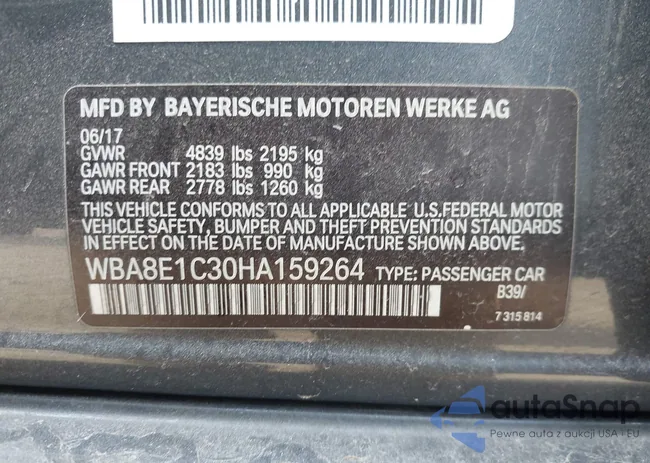 MFD BY BAYERISCHE MOTOREN WERKE AG
06/17
GVWR 4839 lbs 2195 kg
GAWR FRONT 2183 lbs 990 kg
GAWR REAR 2778 lbs 1260 kg
THIS VEHICLE CONFORMS TO ALL APPLICABLE U.S.FEDERAL MOTOR
VEHICLE SAFETY, BUMPER AND THEFT PREVENTION STANDARDS
IN EFFECT ON THE DATE OF MANUFACTURE SHOWN ABOVE.
WBA8E1C30HA159264 TYPE: PASSENGER CAR
B39/
7 315 814
autoSnap
Pewne auta z aukcji USA i EU